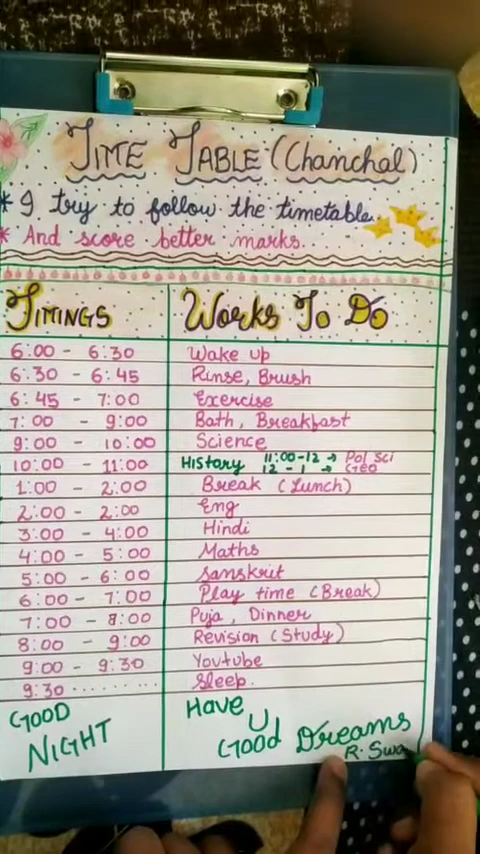 TIME TABLE (Chanchal)
* I try to follow the timetable.
* And score better marks.
TIMINGS Works To Do
6:00 - 6:30 Wake up
6:30 - 6:45 Rinse, Brush
6:45 - 7:00 Exercise
7:00 - 9:00 Bath, Breakfast
9:00 - 10:00 Science
10:00 - 11:00 History 11:00-12 → Pol Sci
12 - 1 → Geo
1:00 - 2:00 Break (Lunch)
2:00 - 2:00 Eng
3:00 - 4:00 Hindi
4:00 - 5:00 Maths
5:00 - 6:00 Sanskrit
6:00 - 7:00 Play time (Break)
7:00 - 8:00 Puja, Dinner
8:00 - 9:00 Revision (Study)
9:00 - 9:30 Youtube
9:30 .......... Sleep.
GOOD Have
NIGHT U
Good Dreams
R. Swa